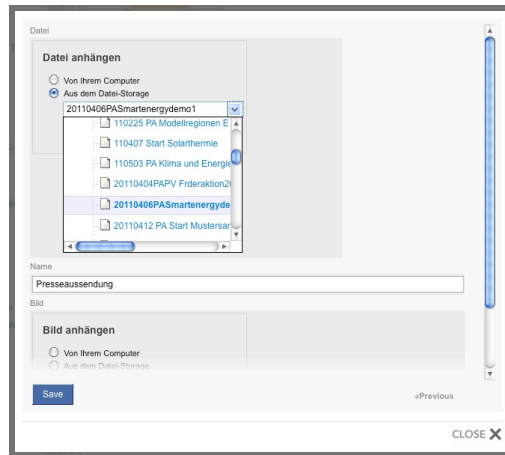 Datei
Datei anhängen
Von Ihrem Computer
Aus dem Datei-Storage
20110406PASmartenergydemo1
110225 PA Modellregionen E
110407 Start Solarthermie
110503 PA Klima und Energie
20110404PAPV Frderaktion2
20110406PASmartenergyde
20110412 PA Start Mustersar
Name
Presseaussendung
Bild
Bild anhängen
Von Ihrem Computer
Aus dem Datei-Storage
Save
«Previous
CLOSE